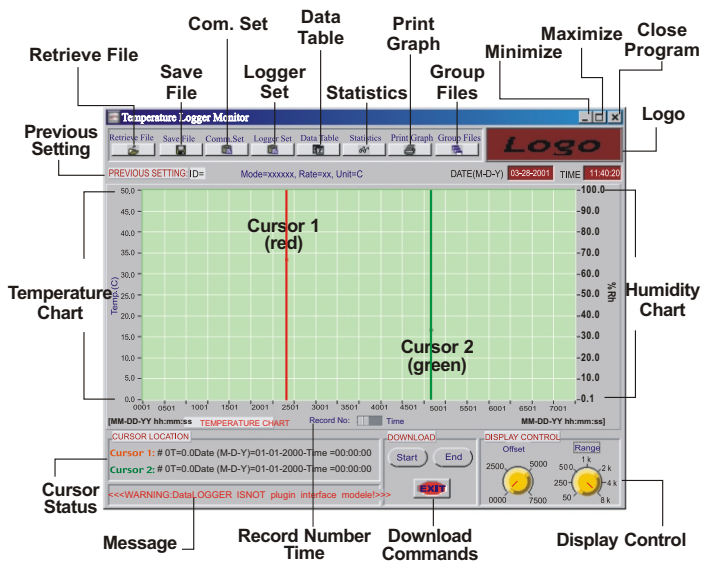 Com. Set
Data
Table
Print
Graph
Minimize
Maximize
Close
Program
Retrieve File
Save
File
Logger
Set
Statistics
Group
Files
Logo
Previous
Setting
Temperature Logger Monitor
Retrieve File Save File Comm.Set Logger Set Data Table Statistics Print Graph Group Files
Logo
PREVIOUS SETTING: ID= Mode=xxxxxx, Rate=xx, Unit=C DATE(M-D-Y) 03-28-2001 TIME 11:40:20
50,0 100.0
45,0 90.0
40,0 80.0
35,0 70.0
30,0 60.0
25,0 50.0
20,0 40.0
15,0 30.0
10,0 20.0
5,0 10.0
0,0 0.1
Temp.(C)
%Rh
Cursor 1
(red)
Cursor 2
(green)
Temperature
Chart
Humidity
Chart
0001 0501 1001 1501 2001 2501 3001 3501 4001 4501 5001 5501 6001 6501 7001
[MM-DD-YY hh:mm:ss TEMPERATURE CHART Record No: Time MM-DD-YY hh:mm:ss]
CURSOR LOCATION
Cursor 1: # 0T=0.0Date (M-D-Y)=01-01-2000-Time =00:00:00
Cursor 2: # 0T=0.0Date (M-D-Y)=01-01-2000-Time =00:00:00
<<<WARNING:DataLOGGER ISNOT plugin interface modele!>>>
DOWNLOAD
Start End
EXIT
DISPLAY CONTROL
Offset
2500 5000
0000 7500
Range
1 k
500 2 k
250 4 k
50 8 k
Cursor
Status
Message
Record Number
Time
Download
Commands
Display Control